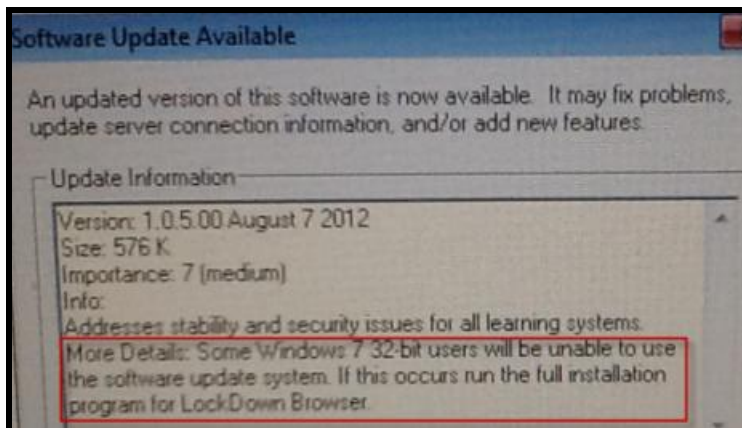 Software Update Available
An updated version of this software is now available. It may fix problems,
update server connection information, and/or add new features.
Update Information
Version: 1.0.5.00 August 7 2012
Size: 576 K
Importance: 7 (medium)
Info:
Addresses stability and security issues for all learning systems.
More Details: Some Windows 7 32-bit users will be unable to use
the software update system. If this occurs run the full installation
program for LockDown Browser.